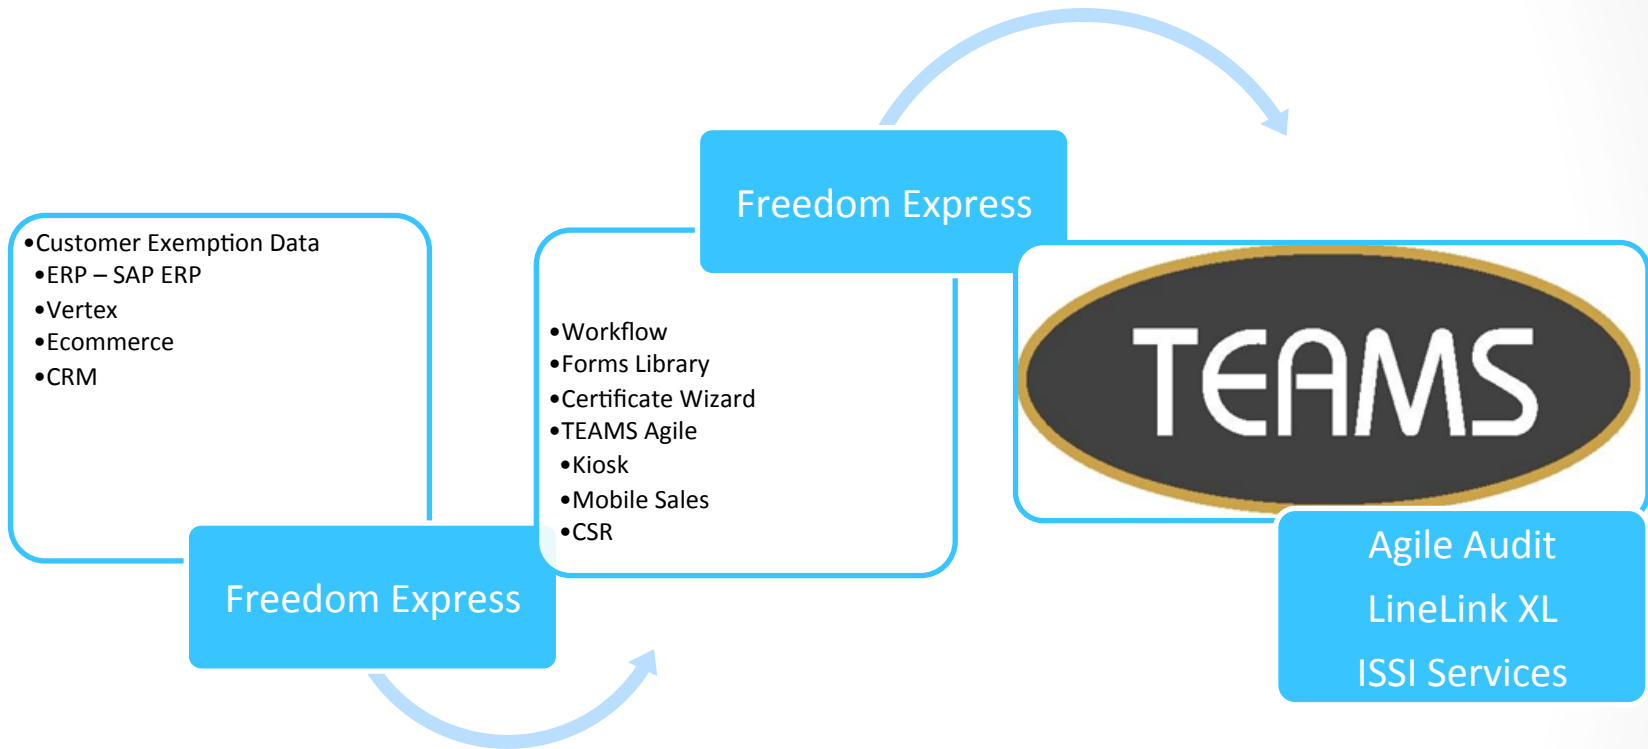 •Customer Exemption Data
•ERP – SAP ERP
•Vertex
•Ecommerce
•CRM
Freedom Express
•Workflow
•Forms Library
•Certificate Wizard
•TEAMS Agile
•Kiosk
•Mobile Sales
•CSR
Freedom Express
TEAMS
Agile Audit
LineLink XL
ISSI Services